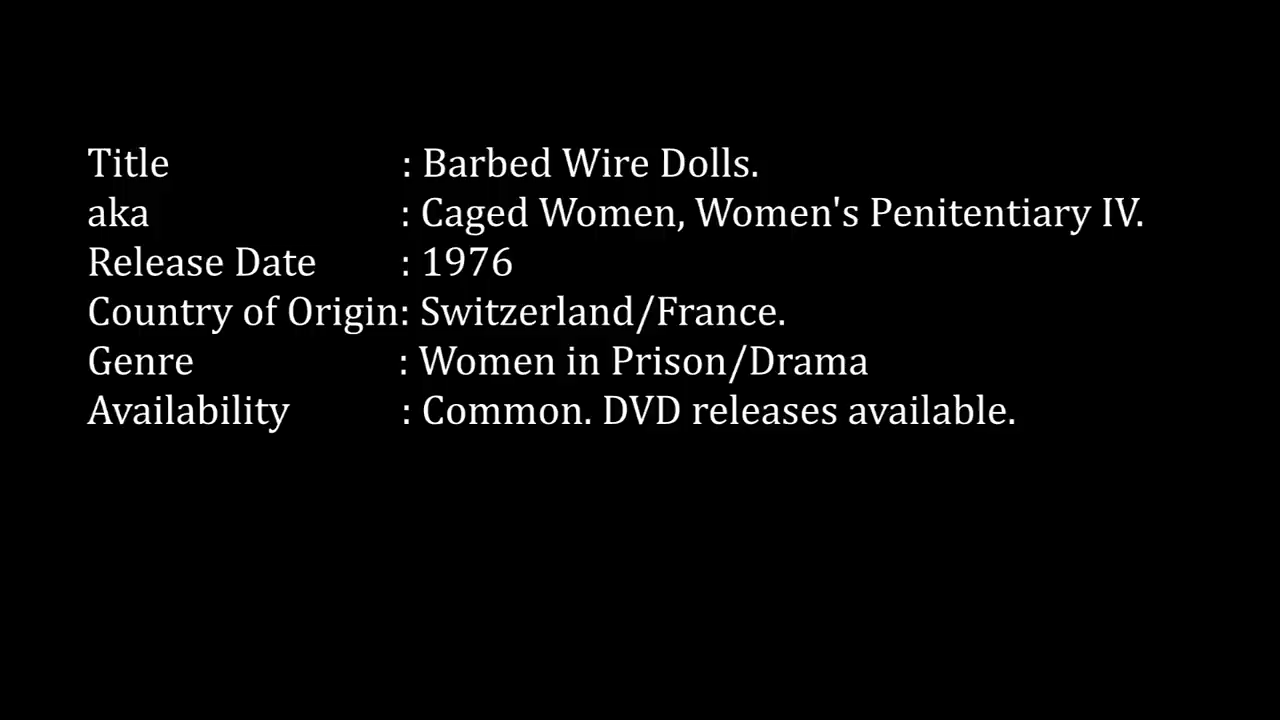 Title : Barbed Wire Dolls.
aka : Caged Women, Women's Penitentiary IV.
Release Date : 1976
Country of Origin: Switzerland/France.
Genre : Women in Prison/Drama
Availability : Common. DVD releases available.